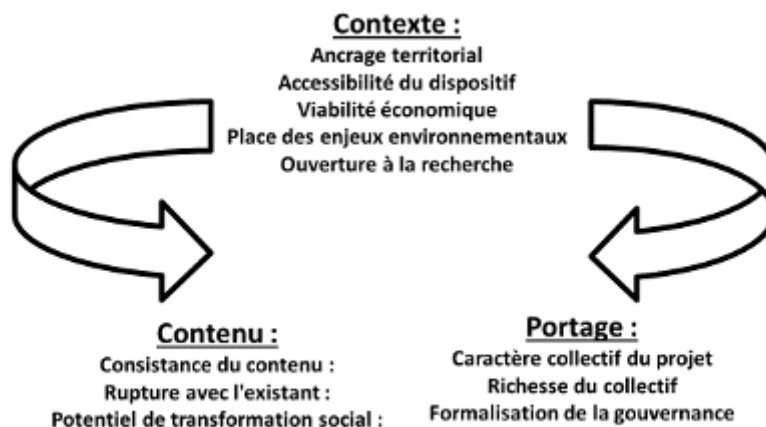 Contexte :
Ancrage territorial
Accessibilité du dispositif
Viabilité économique
Place des enjeux environnementaux
Ouverture à la recherche
Contenu :
Consistance du contenu :
Rupture avec l'existant :
Potentiel de transformation social :
Portage :
Caractère collectif du projet
Richesse du collectif
Formalisation de la gouvernance